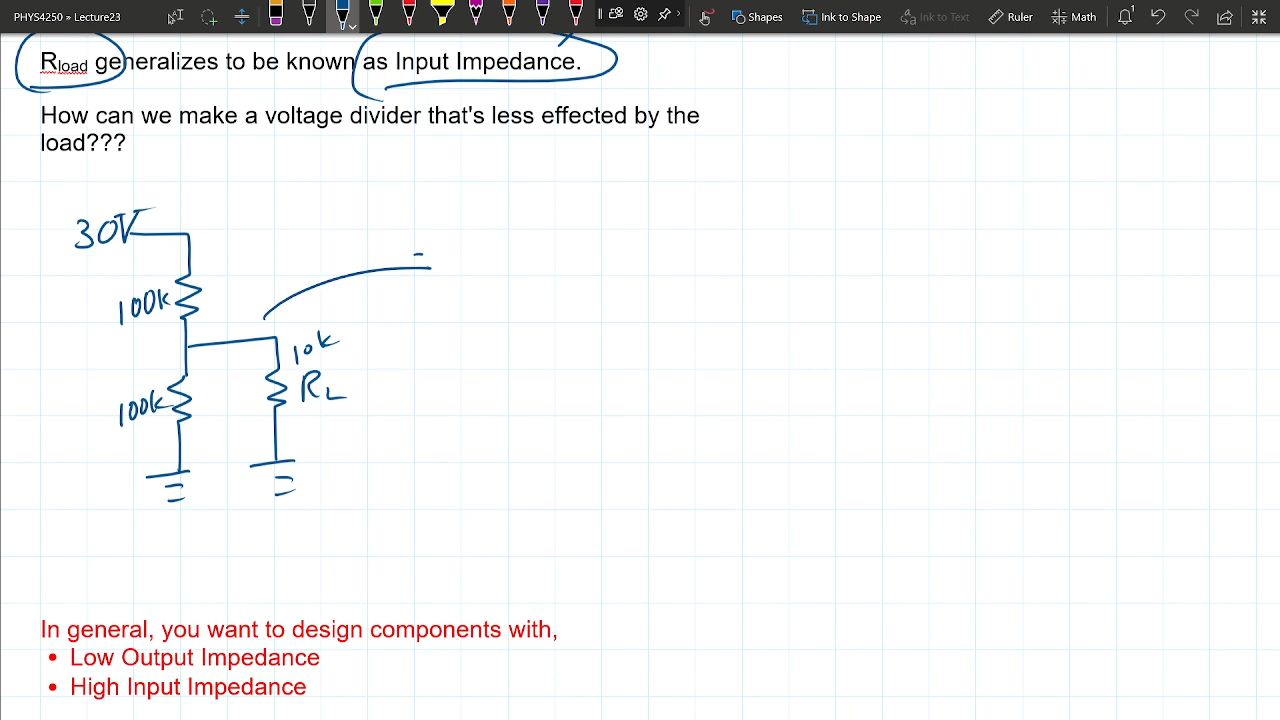 PHYS4250 » Lecture23
Shapes
Ink to Shape
Ink to Text
Ruler
Math
Rload generalizes to be known as Input Impedance.
How can we make a voltage divider that's less effected by the
load???
30V
100k
10k
RL
100k
In general, you want to design components with,
• Low Output Impedance
• High Input Impedance